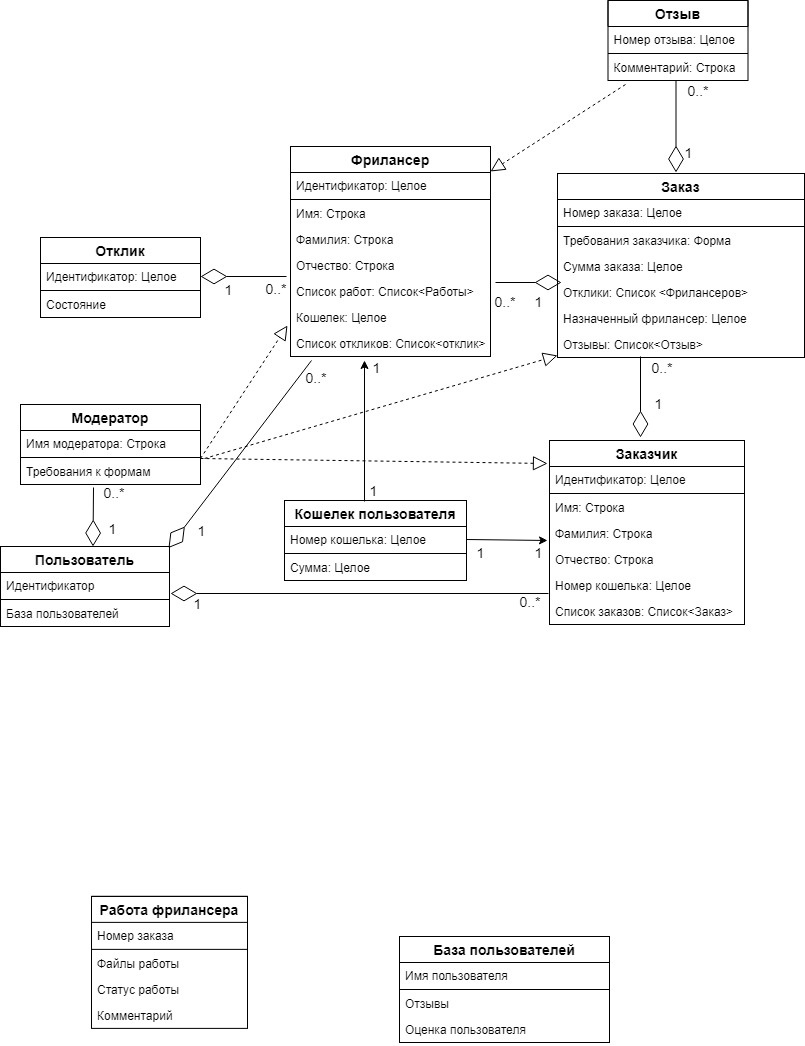 Отзыв
Номер отзыва: Целое
Комментарий: Строка
0..*
1
Фрилансер
Идентификатор: Целое
Имя: Строка
Фамилия: Строка
Отчество: Строка
Список работ: Список<Работы>
Кошелек: Целое
Список откликов: Список<отклик>
Заказ
Номер заказа: Целое
Требования заказчика: Форма
Сумма заказа: Целое
Отклики: Список <Фрилансеров>
Назначенный фрилансер: Целое
Отзывы: Список<Отзыв>
Отклик
Идентификатор: Целое
Состояние
1
0..*
0..*
1
0..*
1
0..*
1
Модератор
Имя модератора: Строка
Требования к формам
0..*
1
1
Заказчик
Идентификатор: Целое
Имя: Строка
Фамилия: Строка
Отчество: Строка
Номер кошелька: Целое
Список заказов: Список<Заказ>
1
Кошелек пользователя
Номер кошелька: Целое
Сумма: Целое
1
1
Пользователь
Идентификатор
База пользователей
1
0..*
Работа фрилансера
Номер заказа
Файлы работы
Статус работы
Комментарий
База пользователей
Имя пользователя
Отзывы
Оценка пользователя